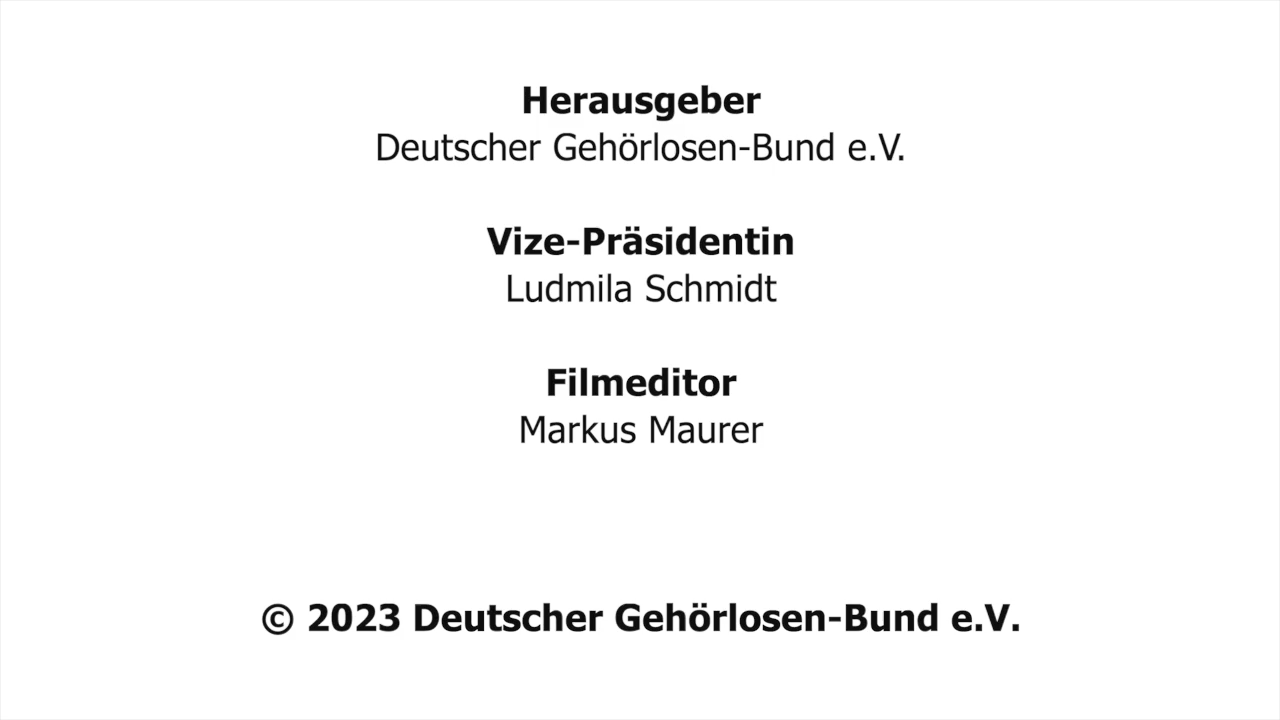 Herausgeber
Deutscher Gehörlosen-Bund e.V.
Vize-Präsidentin
Ludmila Schmidt
Filmeditor
Markus Maurer
© 2023 Deutscher Gehörlosen-Bund e.V.